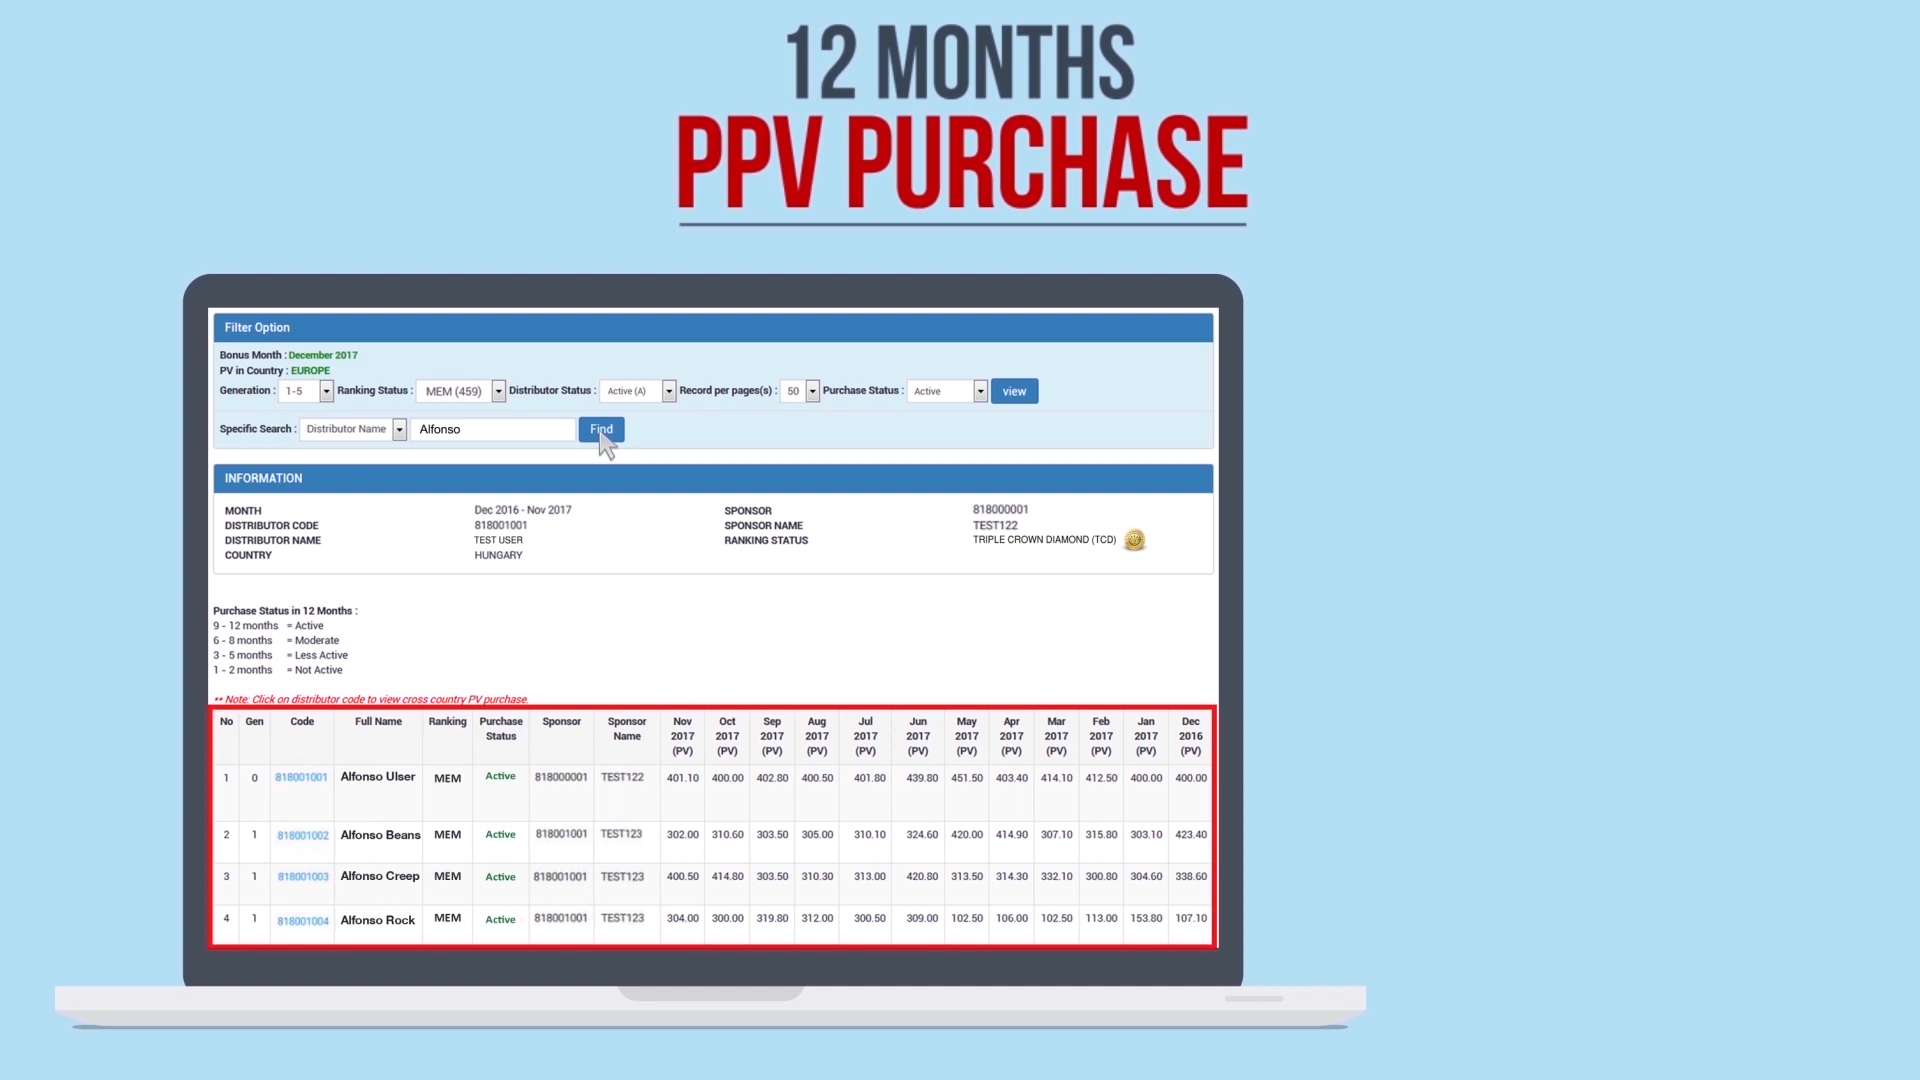 12 MONTHS
PPV PURCHASE
Filter Option
Bonus Month : December 2017
PV in Country : EUROPE
Generation : 1-5 Ranking Status : MEM (459) Distributor Status : Active (A) Record per pages(s) : 50 Purchase Status : Active view
Specific Search : Distributor Name Alfonso Find
INFORMATION
MONTH Dec 2016 - Nov 2017 SPONSOR 818000001
DISTRIBUTOR CODE 818001001 SPONSOR NAME TEST122
DISTRIBUTOR NAME TEST USER RANKING STATUS TRIPLE CROWN DIAMOND (TCD)
COUNTRY HUNGARY
Purchase Status in 12 Months :
9 - 12 months = Active
6 - 8 months = Moderate
3 - 5 months = Less Active
1 - 2 months = Not Active
** Note: Click on distributor code to view cross country PV purchase.
No Gen Code Full Name Ranking Purchase Sponsor Sponsor Nov Oct Sep Aug Jul Jun May Apr Mar Feb Jan Dec
Status Name 2017 2017 2017 2017 2017 2017 2017 2017 2017 2017 2017 2016
(PV) (PV) (PV) (PV) (PV) (PV) (PV) (PV) (PV) (PV) (PV) (PV)
1 0 818001001 Alfonso Ulser MEM Active 818000001 TEST122 401.10 400.00 402.80 400.50 401.80 439.80 451.50 403.40 414.10 412.50 400.00 400.00
2 1 818001002 Alfonso Beans MEM Active 818001001 TEST123 302.00 310.60 303.50 305.00 310.10 324.60 420.00 414.90 307.10 315.80 303.10 423.40
3 1 818001003 Alfonso Creep MEM Active 818001001 TEST123 400.50 414.80 303.50 310.30 313.00 420.80 313.50 314.30 332.10 300.80 304.60 338.60
4 1 818001004 Alfonso Rock MEM Active 818001001 TEST123 304.00 300.00 319.80 312.00 300.50 309.00 102.50 106.00 102.50 113.00 153.80 107.10